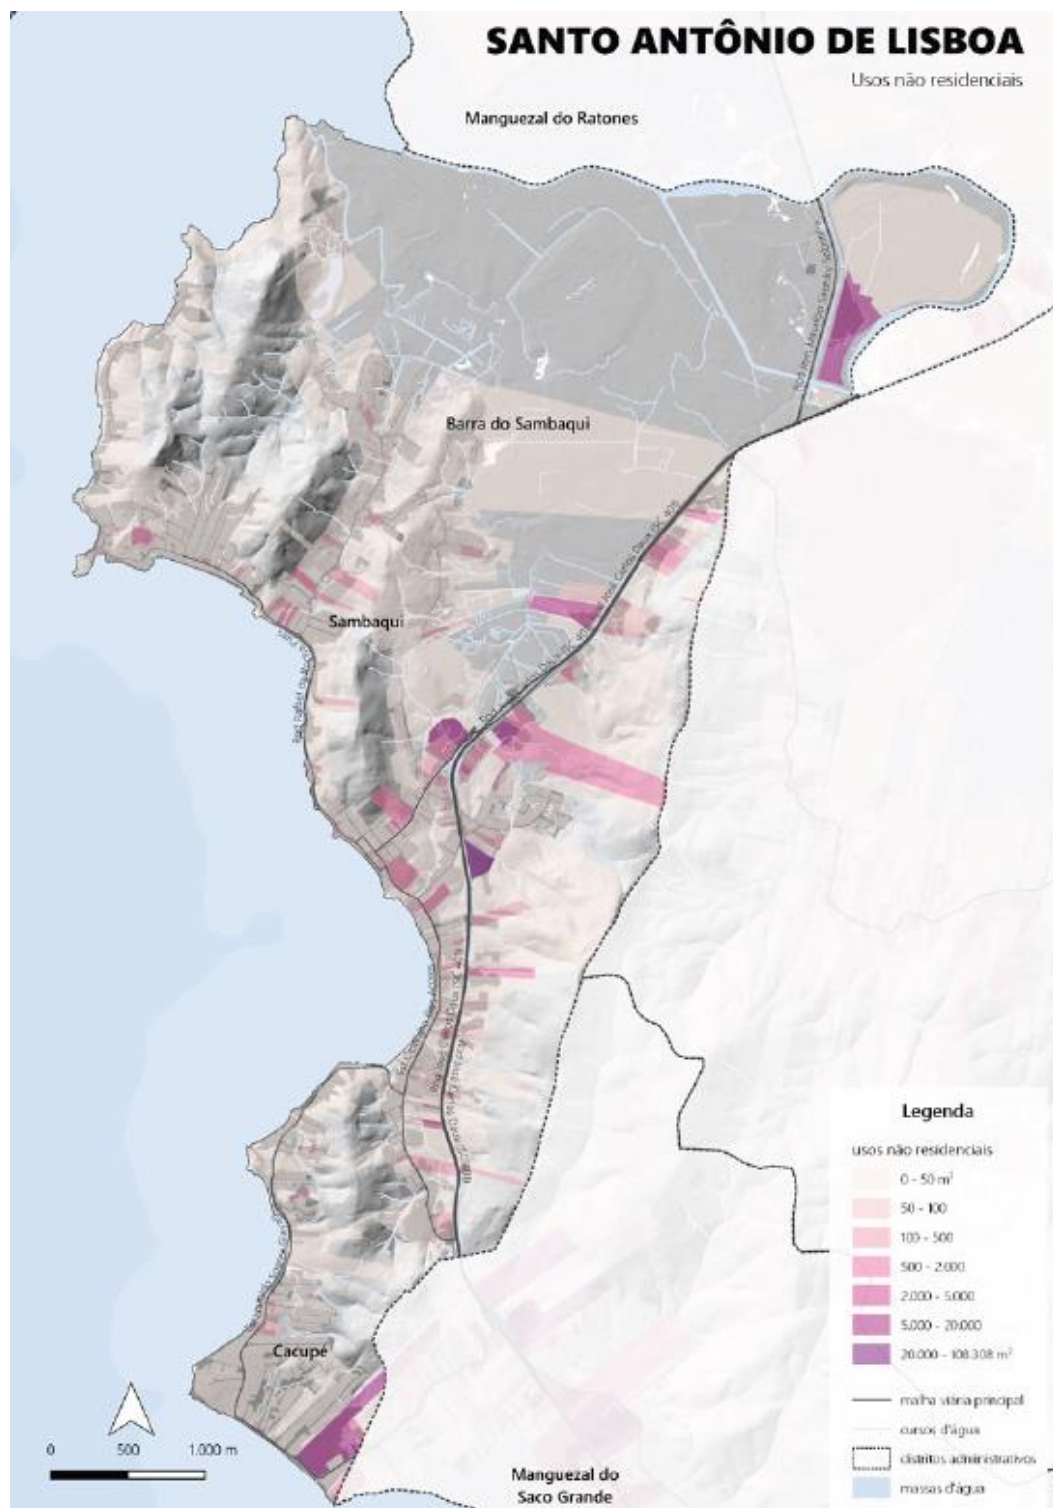 SANTO ANTÔNIO DE LISBOA
Usos não residenciais
Manguezal do Ratones
Barra do Sambaqui
Sambaqui
Cacupé
Manguezal do
Saco Grande
0 500 1.000 m
Legenda
usos não residenciais
0 - 50 m²
50 - 100
100 - 500
500 - 2.000
2.000 - 5.000
5.000 - 20.000
20.000 - 108.308 m²
malha viária principal
cursos d'água
distritos administrativos
massas d'água